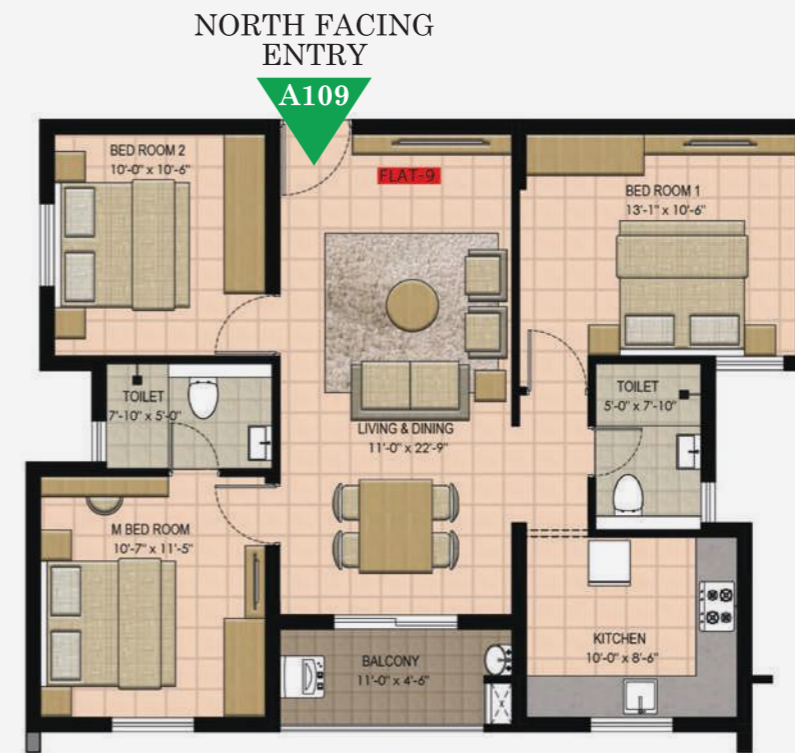 NORTH FACING
ENTRY
A109
FLAT-9
BED ROOM 2
10'-0" x 10'-6"
BED ROOM 1
13'-1" x 10'-6"
TOILET
7'-10" x 5'-0"
TOILET
5'-0" x 7'-10"
LIVING & DINING
11'-0" x 22'-9"
M BED ROOM
10'-7" x 11'-5"
KITCHEN
10'-0" x 8'-6"
BALCONY
11'-0" x 4'-6"